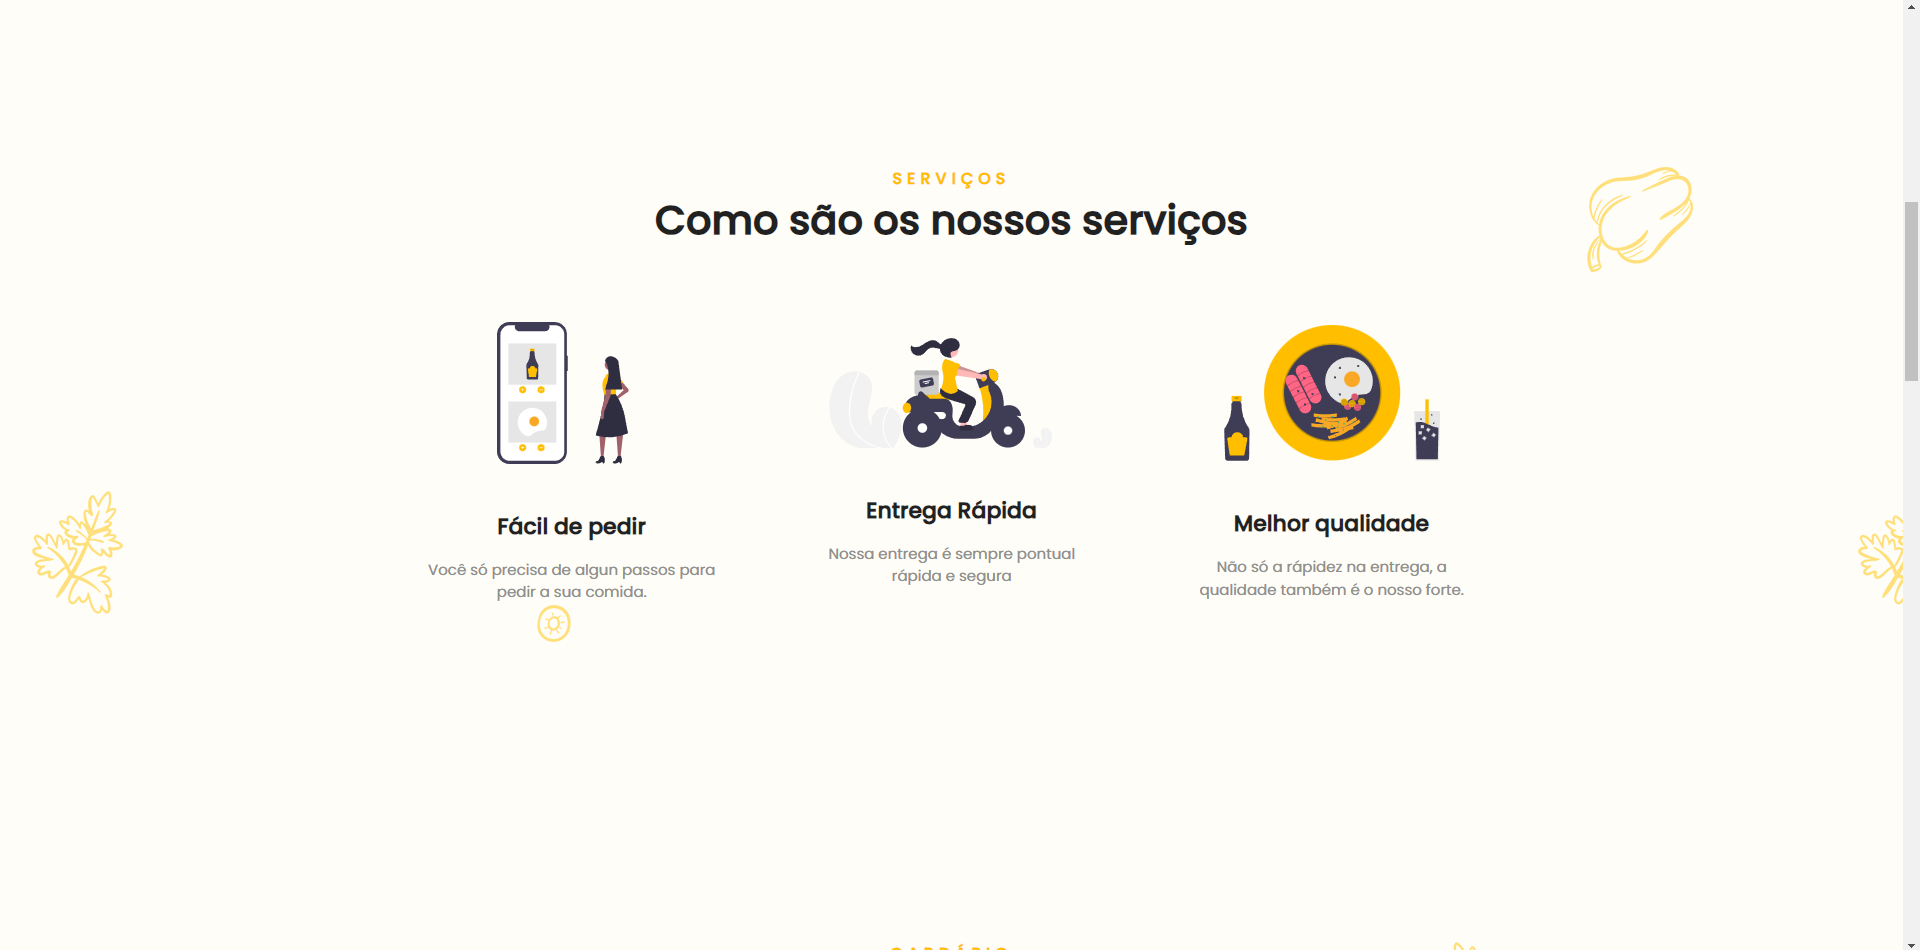 SERVIÇOS
Como são os nossos serviços
Fácil de pedir
Você só precisa de algun passos para
pedir a sua comida.
Entrega Rápida
Nossa entrega é sempre pontual
rápida e segura
Melhor qualidade
Não só a rápidez na entrega, a
qualidade também é o nosso forte.